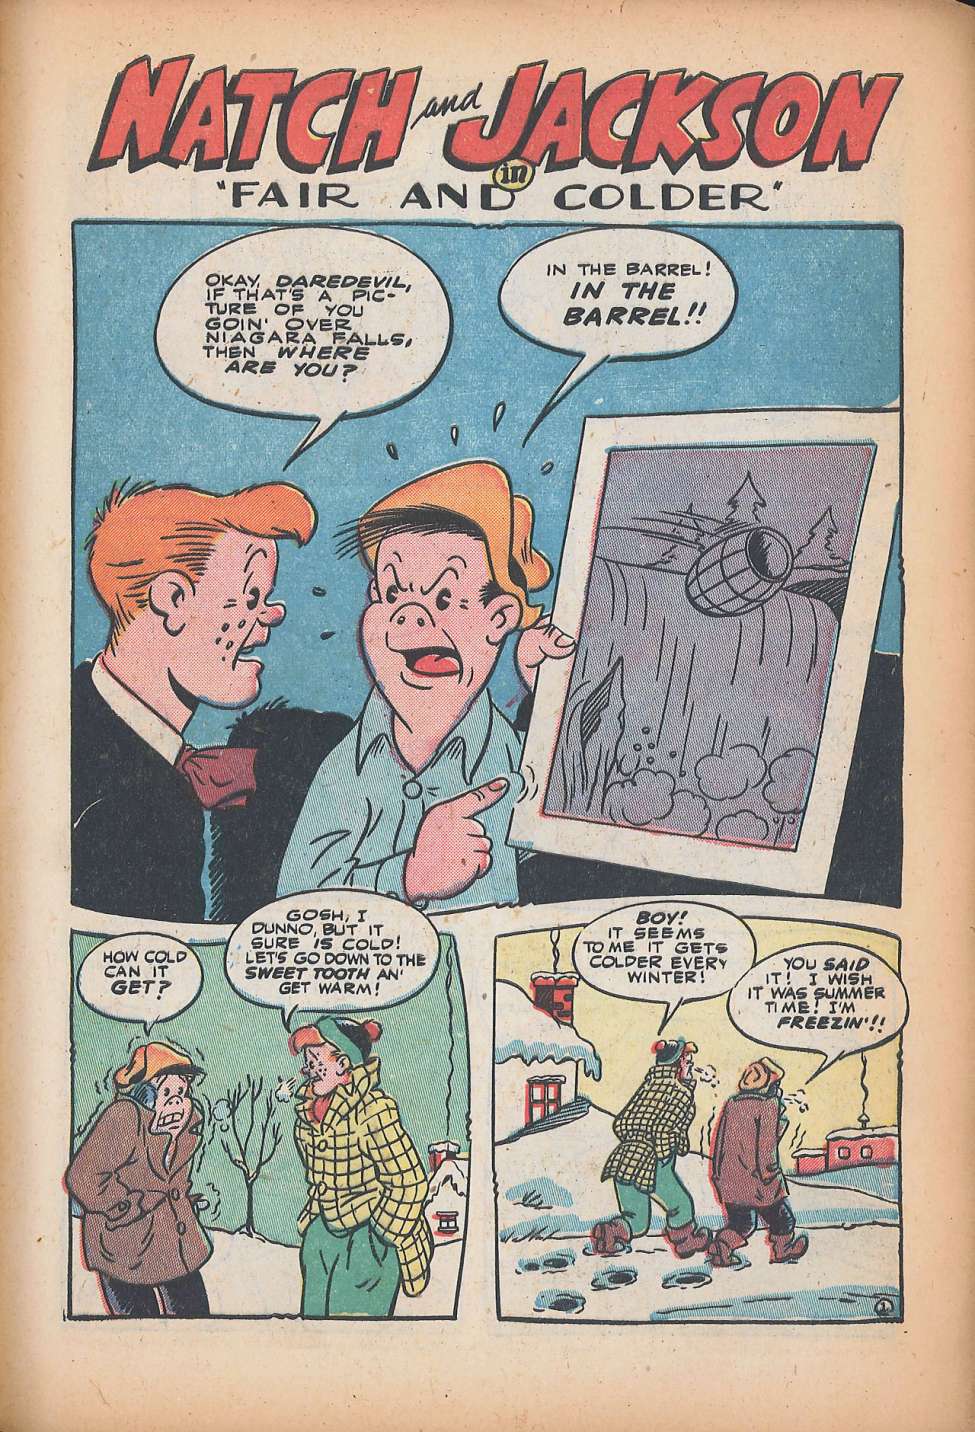 NATCH and JACKSON
in
"FAIR AND COLDER"
OKAY, DAREDEVIL,
IF THAT'S A PIC-
TURE OF YOU
GOIN' OVER
NIAGARA FALLS,
THEN WHERE
ARE YOU?
IN THE BARREL!
IN THE
BARREL!!
HOW COLD
CAN IT
GET?
GOSH, I
DUNNO, BUT IT
SURE IS COLD!
LET'S GO DOWN TO THE
SWEET TOOTH AN'
GET WARM!
BOY!
IT SEEMS
TO ME IT GETS
COLDER EVERY
WINTER!
YOU SAID
IT! I WISH
IT WAS SUMMER
TIME! I'M
FREEZIN'!!
1